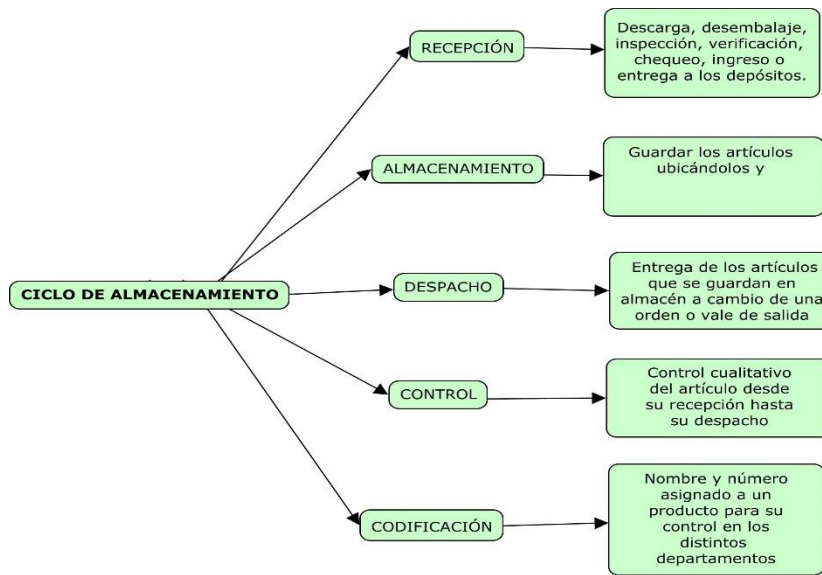 RECEPCIÓN
Descarga, desembalaje,
inspección, verificación,
chequeo, ingreso o
entrega a los depósitos.
ALMACENAMIENTO
Guardar los artículos
ubicándolos y
CICLO DE ALMACENAMIENTO
DESPACHO
Entrega de los artículos
que se guardan en
almacén a cambio de una
orden o vale de salida
CONTROL
Control cualitativo
del artículo desde
su recepción hasta
su despacho
CODIFICACIÓN
Nombre y número
asignado a un
producto para su
control en los
distintos
departamentos